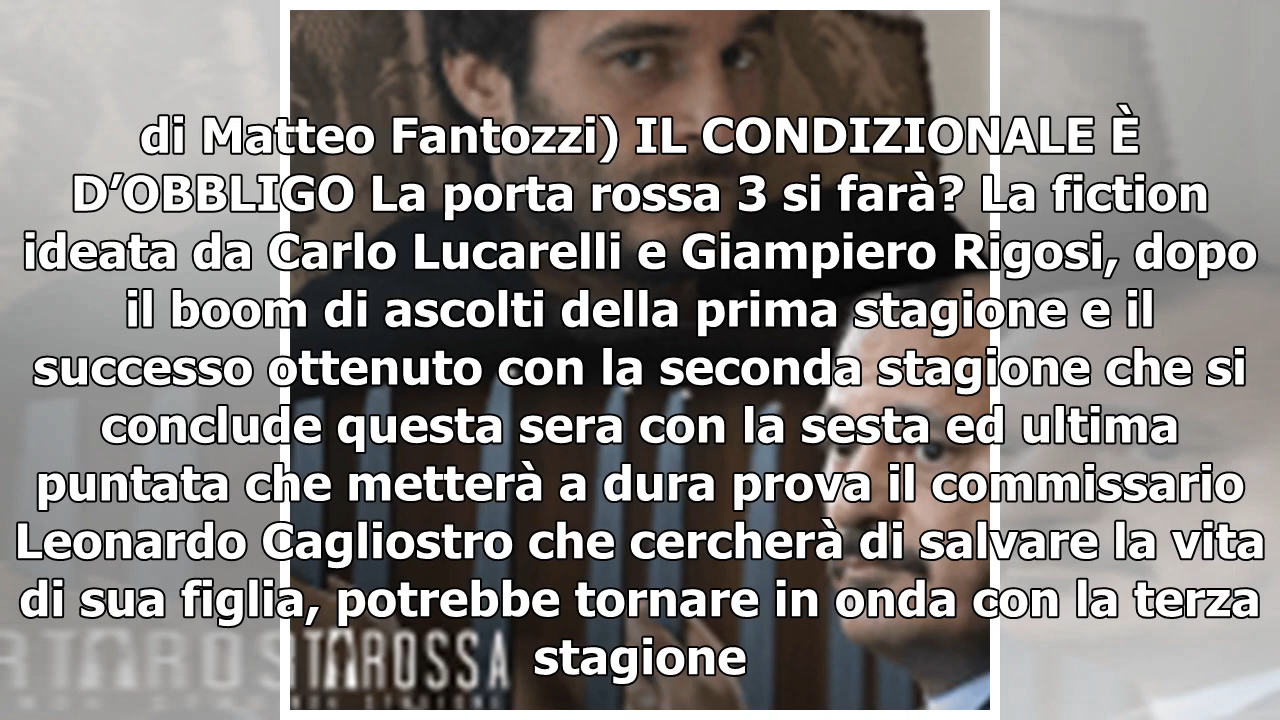 di Matteo Fantozzi) IL CONDIZIONALE È
D’OBBLIGO La porta rossa 3 si farà? La fiction
ideata da Carlo Lucarelli e Giampiero Rigosi, dopo
il boom di ascolti della prima stagione e il
successo ottenuto con la seconda stagione che si
conclude questa sera con la sesta ed ultima
puntata che metterà a dura prova il commissario
Leonardo Cagliostro che cercherà di salvare la vita
di sua figlia, potrebbe tornare in onda con la terza
stagione